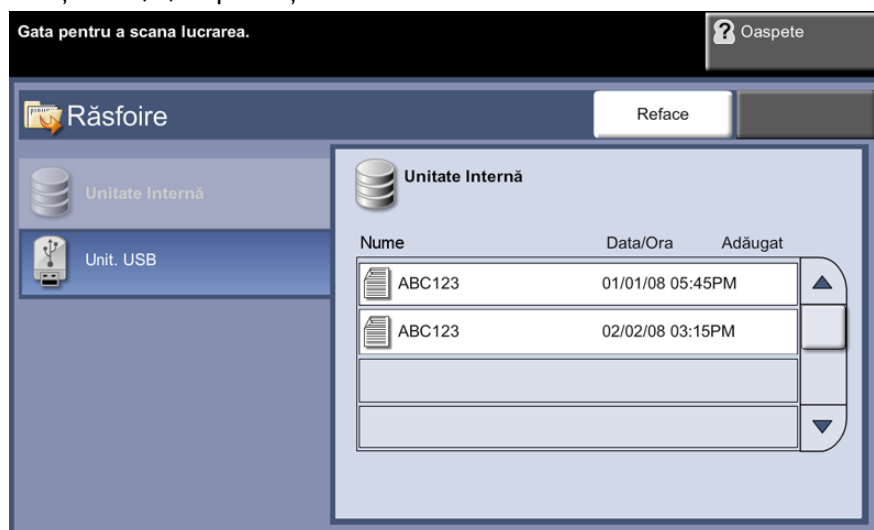 Gata pentru a scana lucrarea.
? Oaspete
Răsfoire
Reface
Unitate Internă
Unit. USB
Unitate Internă
Nume Data/Ora Adăugat
ABC123 01/01/08 05:45PM
ABC123 02/02/08 03:15PM